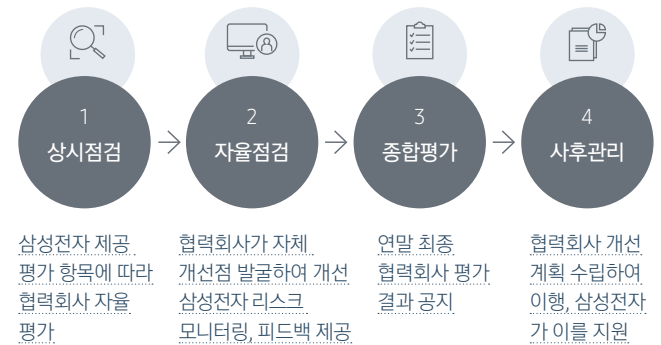 1
상시점검
2
자율점검
3
종합평가
4
사후관리
삼성전자 제공
평가 항목에 따라
협력회사 자율
평가
협력회사가 자체
개선점 발굴하여 개선
삼성전자 리스크
모니터링, 피드백 제공
연말 최종
협력회사 평가
결과 공지
협력회사 개선
계획 수립하여
이행, 삼성전자
가 이를 지원